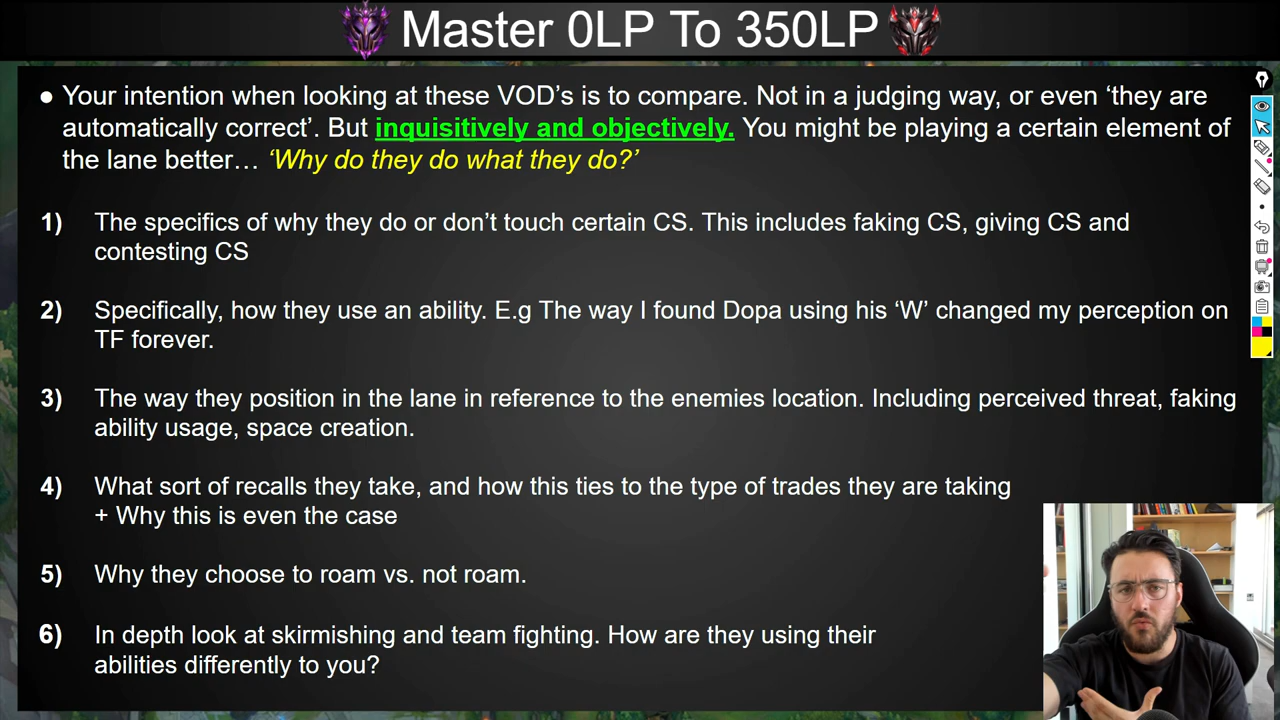 Master 0LP To 350LP
● Your intention when looking at these VOD's is to compare. Not in a judging way, or even 'they are
automatically correct'. But inquisitively and objectively. You might be playing a certain element of
the lane better… 'Why do they do what they do?'
1) The specifics of why they do or don't touch certain CS. This includes faking CS, giving CS and
contesting CS
2) Specifically, how they use an ability. E.g The way I found Dopa using his 'W' changed my perception on
TF forever.
3) The way they position in the lane in reference to the enemies location. Including perceived threat, faking
ability usage, space creation.
4) What sort of recalls they take, and how this ties to the type of trades they are taking
+ Why this is even the case
5) Why they choose to roam vs. not roam.
6) In depth look at skirmishing and team fighting. How are they using their
abilities differently to you?